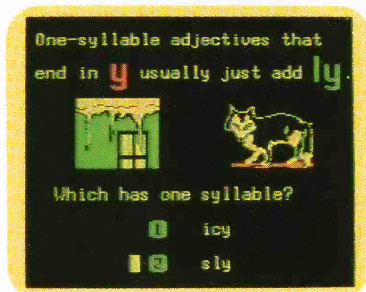 One-syllable adjectives that
end in y usually just add ly.
Which has one syllable?
1 icy
2 sly